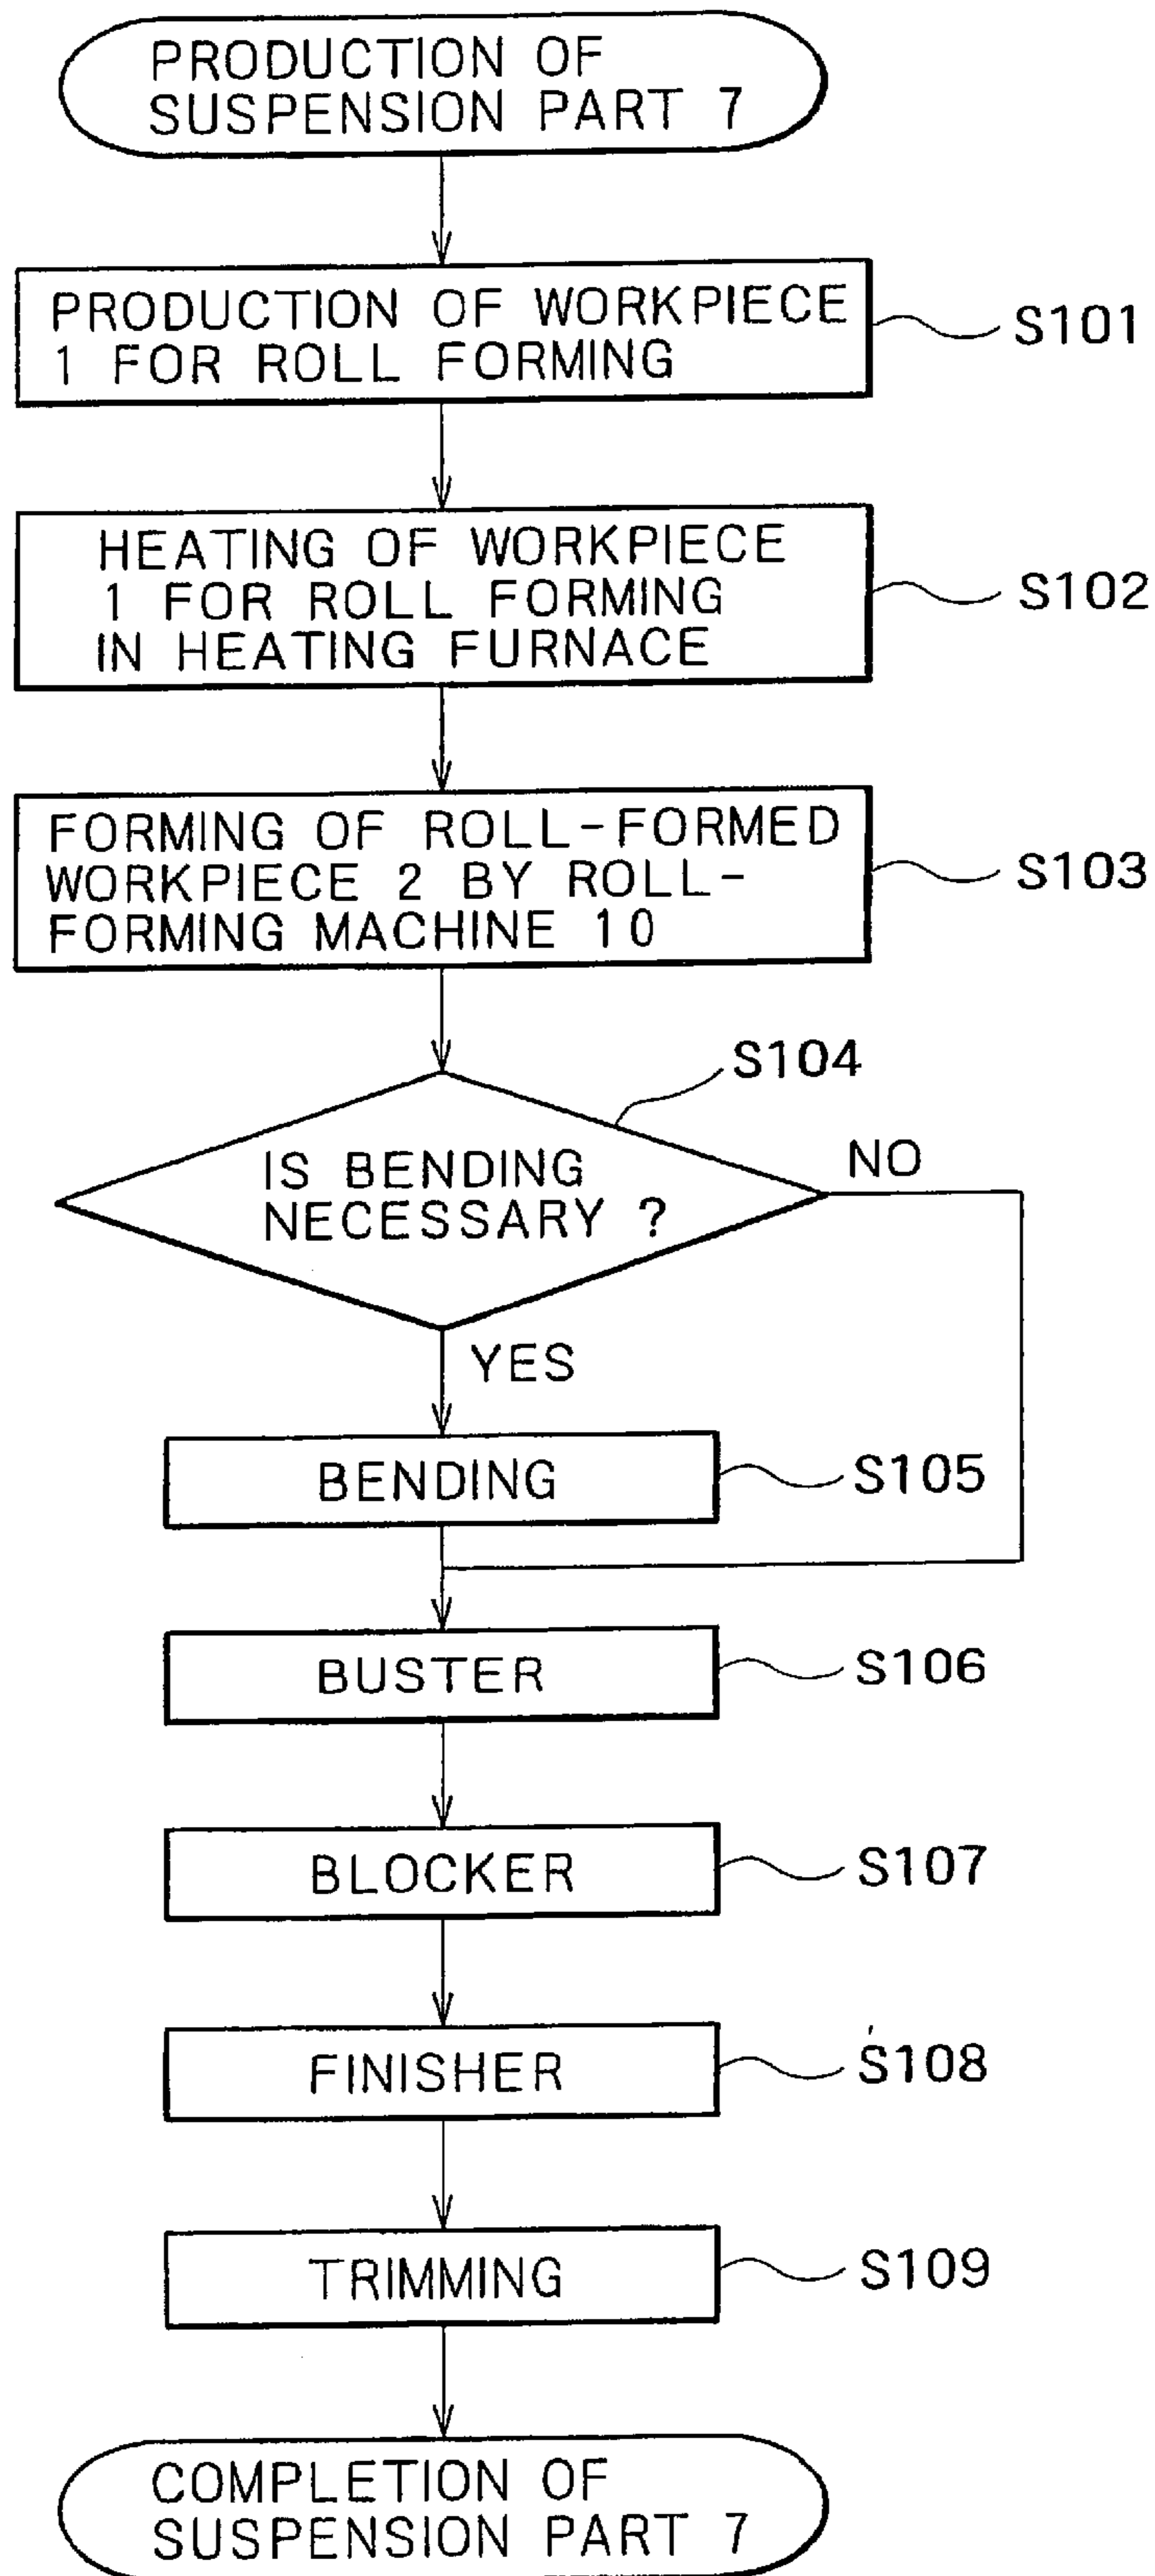 PRODUCTION OF
SUSPENSION PART 7
PRODUCTION OF WORKPIECE
1 FOR ROLL FORMING
S101
HEATING OF WORKPIECE
1 FOR ROLL FORMING
IN HEATING FURNACE
S102
FORMING OF ROLL-FORMED
WORKPIECE 2 BY ROLL-
FORMING MACHINE 10
S103
S104
IS BENDING
NECESSARY ?
NO
YES
BENDING
S105
BUSTER
S106
BLOCKER
S107
FINISHER
S108
TRIMMING
S109
COMPLETION OF
SUSPENSION PART 7